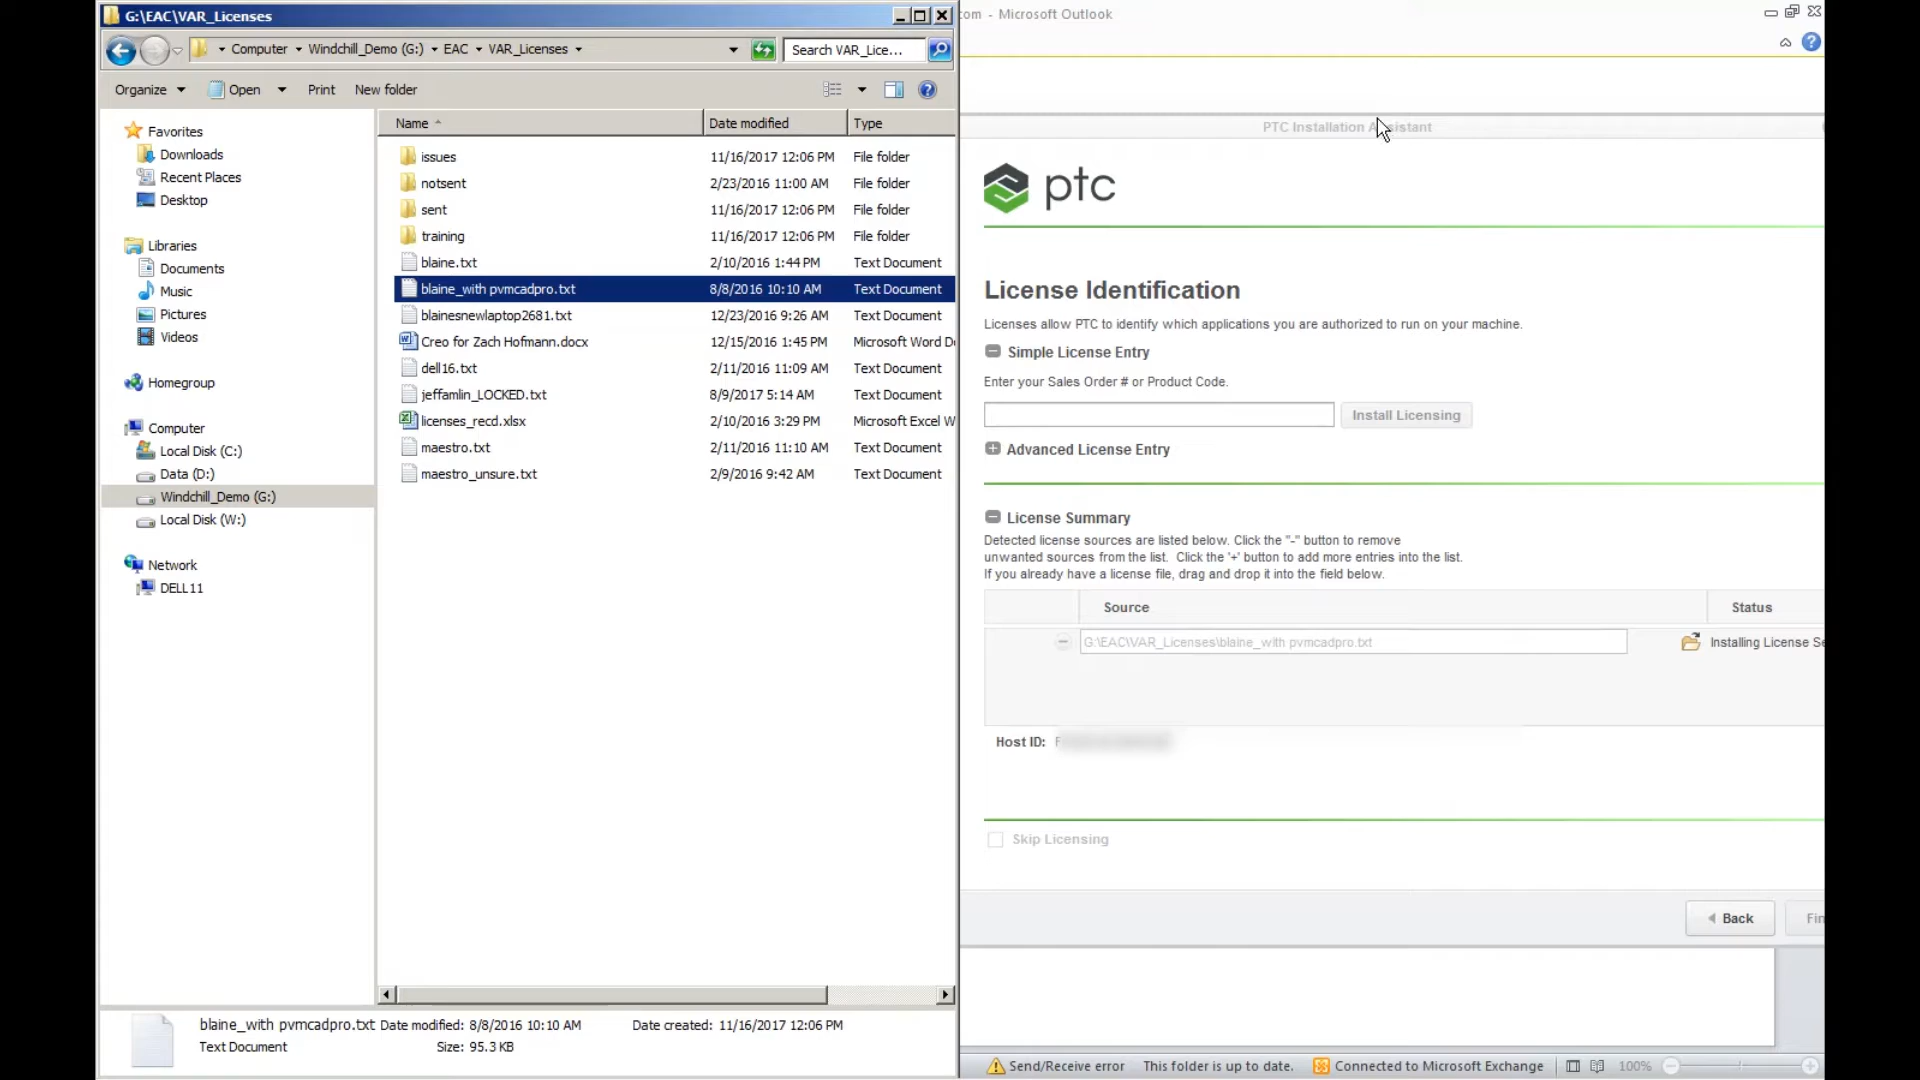 G:\EAC\VAR_Licenses
Computer
Windchill_Demo (G:)
EAC
VAR_Licenses
Search VAR_Lice...
Organize
Open
Print
New folder
Favorites
Downloads
Recent Places
Desktop
Libraries
Documents
Music
Pictures
Videos
Homegroup
Computer
Local Disk (C:)
Data (D:)
Windchill_Demo (G:)
Local Disk (W:)
Network
DELL11
Name Date modified Type
issues 11/16/2017 12:06 PM File folder
notsent 2/23/2016 11:00 AM File folder
sent 11/16/2017 12:06 PM File folder
training 11/16/2017 12:06 PM File folder
blaine.txt 2/10/2016 1:44 PM Text Document
blaine_with pvmcadpro.txt 8/8/2016 10:10 AM Text Document
blainesnewlaptop2681.txt 12/23/2016 9:26 AM Text Document
Creo for Zach Hofmann.docx 12/15/2016 1:45 PM Microsoft Word D
dell16.txt 2/11/2016 11:09 AM Text Document
jeffamlin_LOCKED.txt 8/9/2017 5:14 AM Text Document
licenses_recd.xlsx 2/10/2016 3:29 PM Microsoft Excel W
maestro.txt 2/11/2016 11:10 AM Text Document
maestro_unsure.txt 2/9/2016 9:42 AM Text Document
blaine_with pvmcadpro.txt Date modified: 8/8/2016 10:10 AM Date created: 11/16/2017 12:06 PM
Text Document Size: 95.3 KB
com - Microsoft Outlook
PTC Installation Assistant
ptc
License Identification
Licenses allow PTC to identify which applications you are authorized to run on your machine.
Simple License Entry
Enter your Sales Order # or Product Code.
Install Licensing
Advanced License Entry
License Summary
Detected license sources are listed below. Click the "-" button to remove
unwanted sources from the list. Click the '+' button to add more entries into the list.
If you already have a license file, drag and drop it into the field below.
Source Status
G:\EAC\VAR_Licenses\blaine_with pvmcadpro.txt Installing License Se
Host ID: F
Skip Licensing
Back
Fin
Send/Receive error This folder is up to date. Connected to Microsoft Exchange 100%